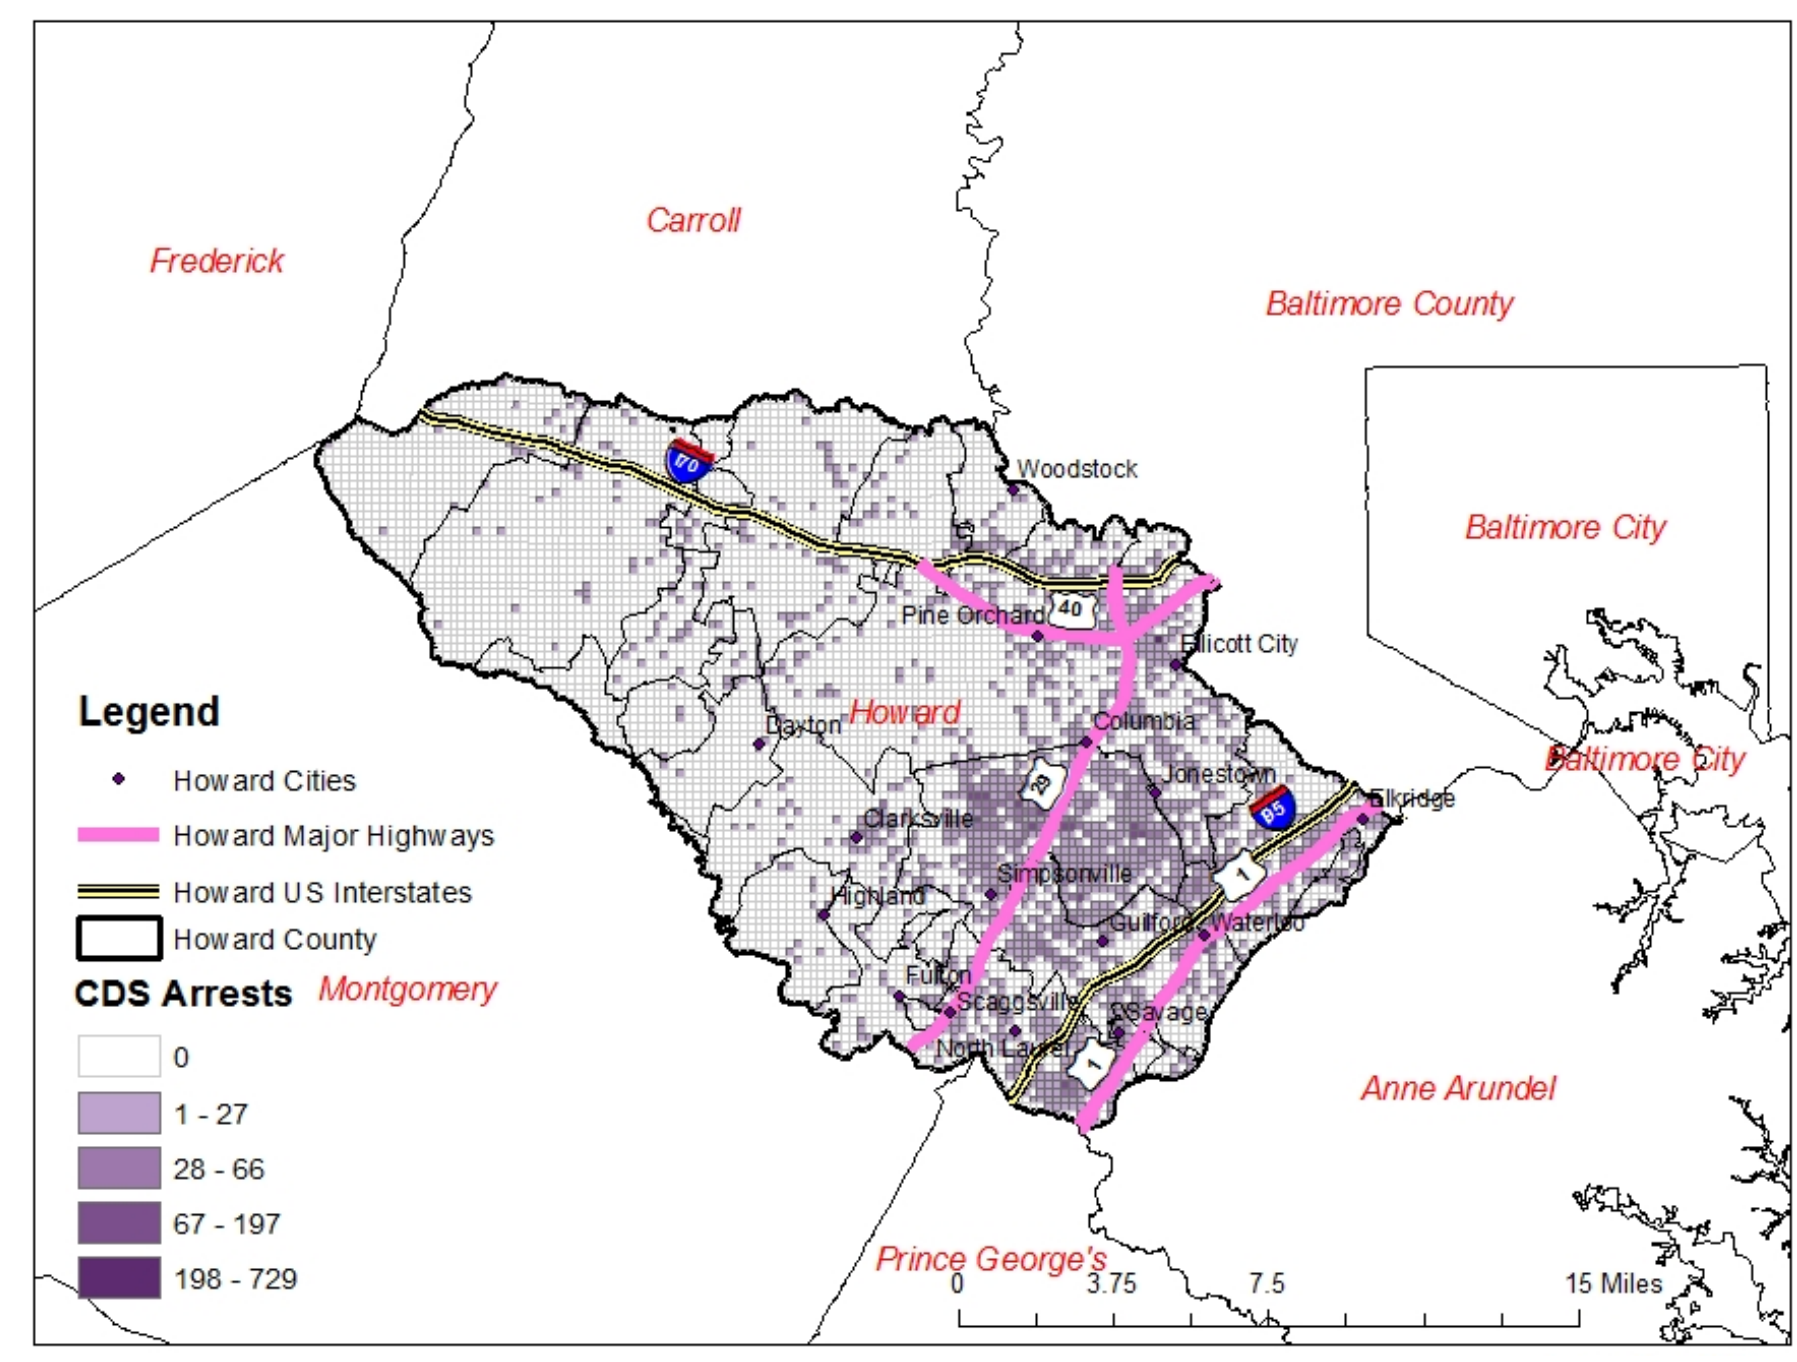 Carroll
Frederick
Baltimore County
I70
Woodstock
Baltimore City
40
Pine Orchard
Ellicott City
Howard
Columbia
Dayton
Baltimore City
29
Jonestown
I95
Elkridge
Clarksville
1
Simpsonville
Highland
Guilford
Waterloo
Fulton
Scaggsville
Savage
North Laurel
1
Anne Arundel
Montgomery
Prince George's
Legend
Howard Cities
Howard Major Highways
Howard US Interstates
Howard County
CDS Arrests
0
1 - 27
28 - 66
67 - 197
198 - 729
0 3.75 7.5 15 Miles